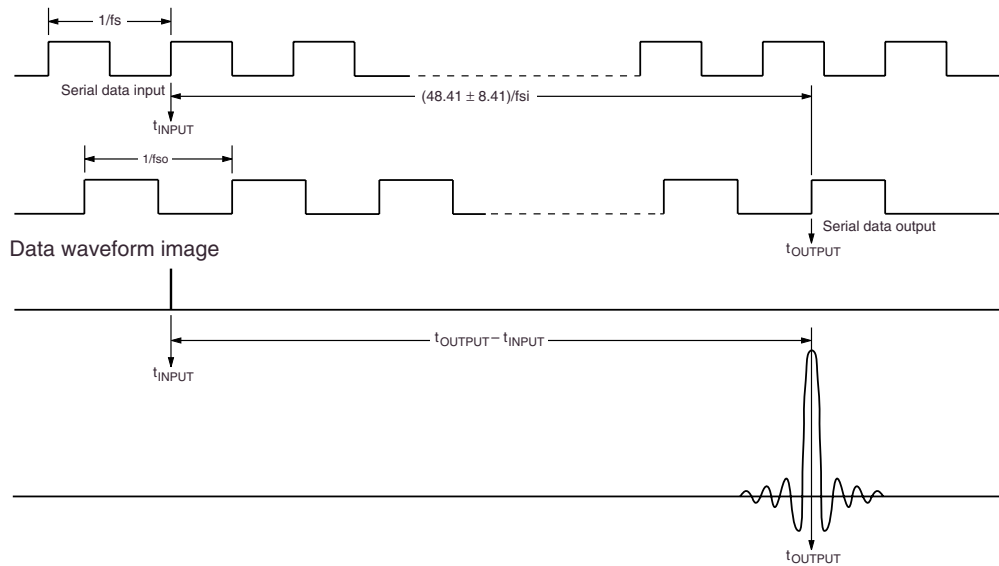 1/fs
Serial data input
(48.41 ± 8.41)/fsi
tINPUT
1/fso
Serial data output
tOUTPUT
Data waveform image
tOUTPUT – tINPUT
tINPUT
tOUTPUT